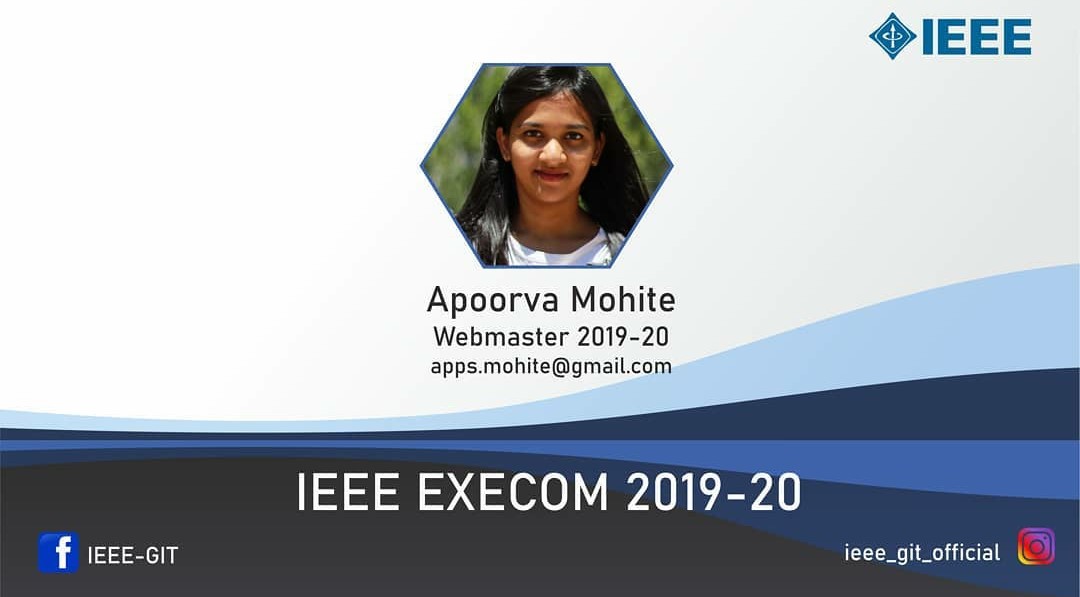 IEEE
Apoorva Mohite
Webmaster 2019-20
apps.mohite@gmail.com
IEEE EXECOM 2019-20
IEEE-GIT
ieee_git_official